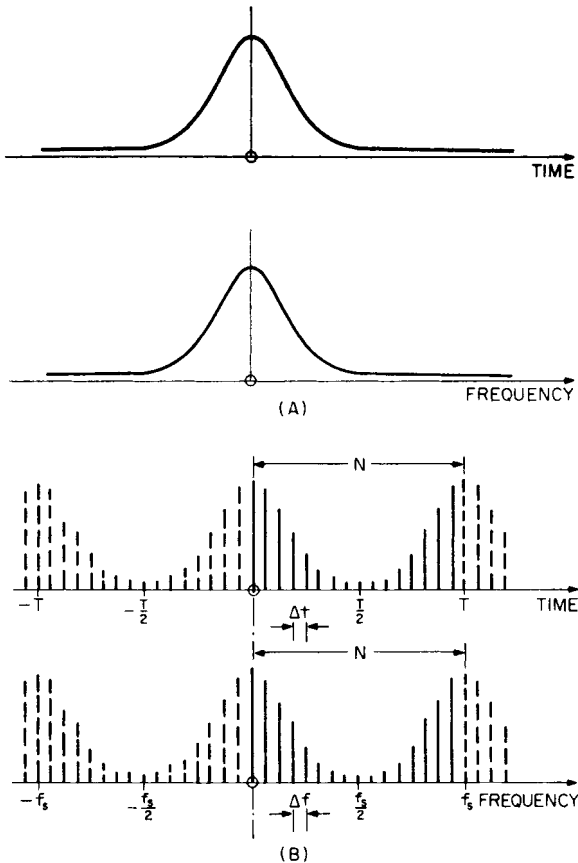 TIME
FREQUENCY
(A)
N
-T
-T/2
T/2
T
TIME
Δt
N
-fs
-fs/2
fs/2
fs
FREQUENCY
Δf
(B)